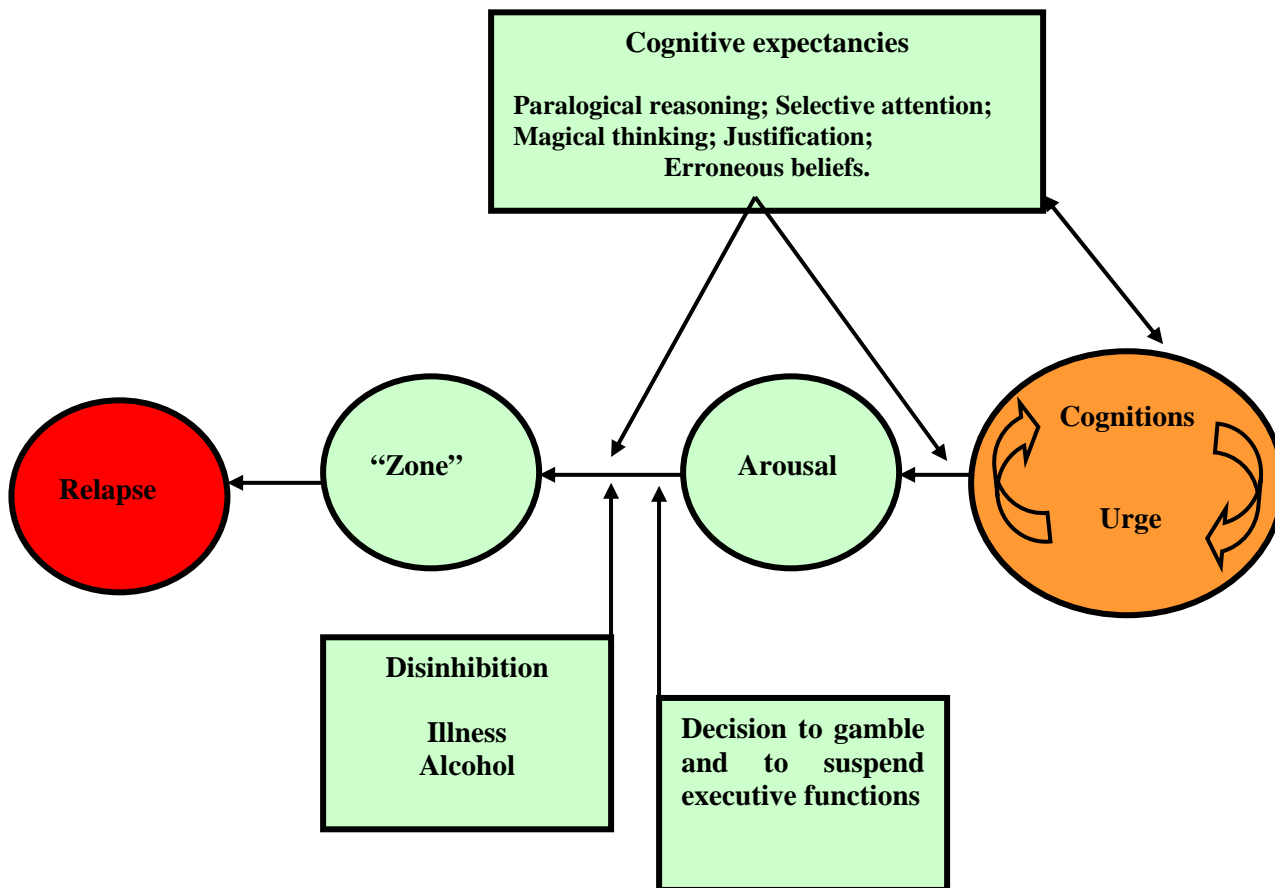 Cognitive expectancies
Paralogical reasoning; Selective attention;
Magical thinking; Justification;
Erroneous beliefs.
Relapse
“Zone”
Arousal
Cognitions
Urge
Disinhibition
Illness
Alcohol
Decision to gamble
and to suspend
executive functions